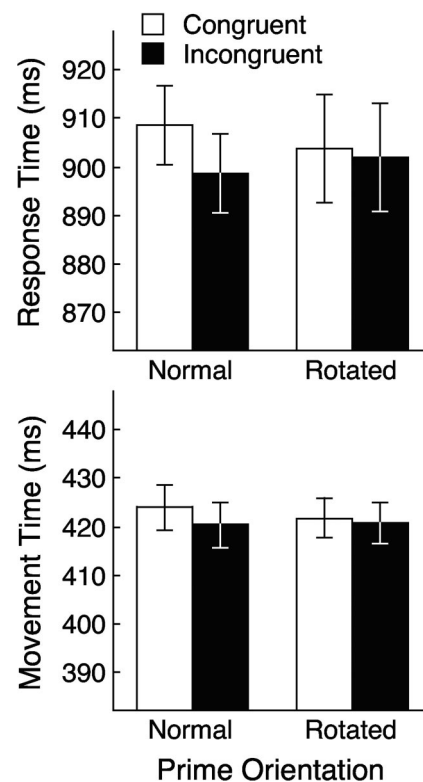 Congruent
Incongruent
Response Time (ms)
920
910
900
890
880
870
Normal Rotated
Movement Time (ms)
440
430
420
410
400
390
Normal Rotated
Prime Orientation